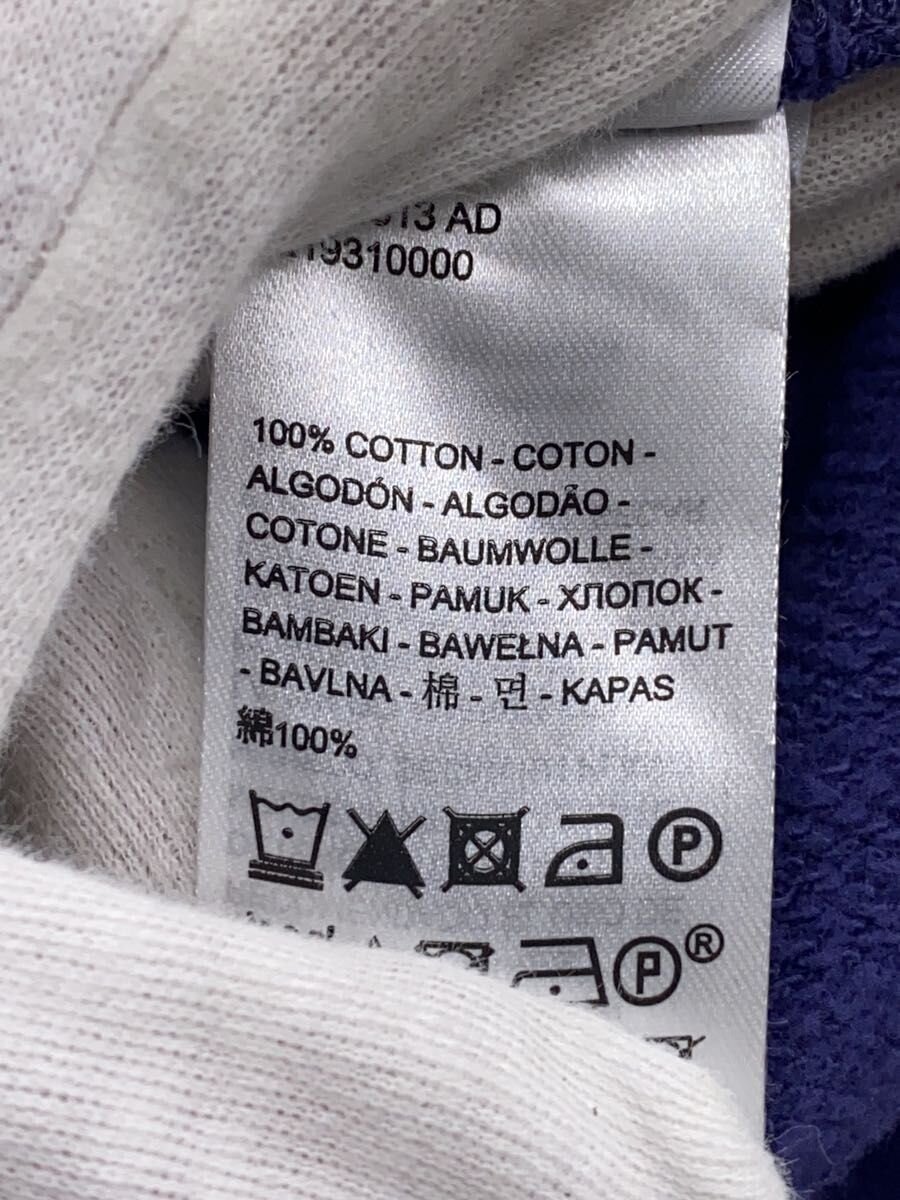 13 AD
19310000
100% COTTON - COTON -
ALGODÓN - ALGODÃO -
COTONE - BAUMWOLLE -
KATOEN - PAMUK - ХЛОПОК -
BAMBAKI - BAWEŁNA - PAMUT
- BAVLNA - 棉 - 면 - KAPAS
綿100%
P
P ®